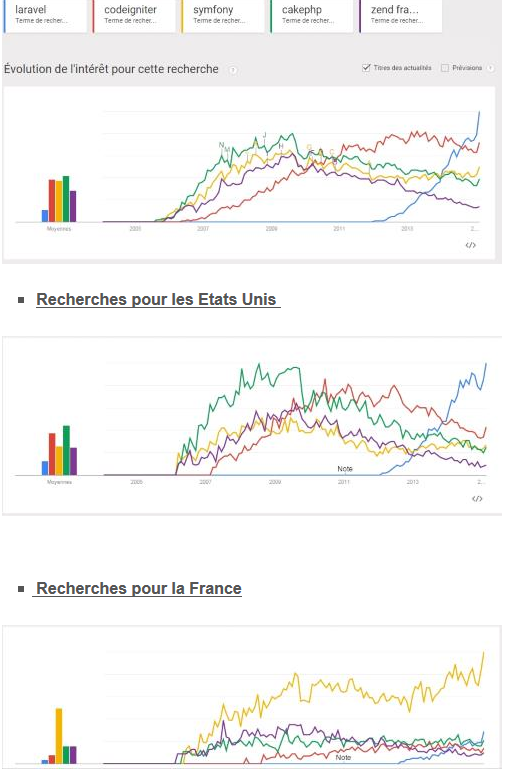 laravel codeigniter symfony cakephp zend fra...
Terme de recher... Terme de recher... Terme de recher... Terme de recher... Terme de recher...
Évolution de l'intérêt pour cette recherche
Titres des actualités Prévisions
N M J H G C
Moyennes 2005 2007 2009 2011 2013 2...
</>
Recherches pour les Etats Unis
Note
Moyennes 2005 2007 2009 2011 2013 2...
</>
Recherches pour la France
Note